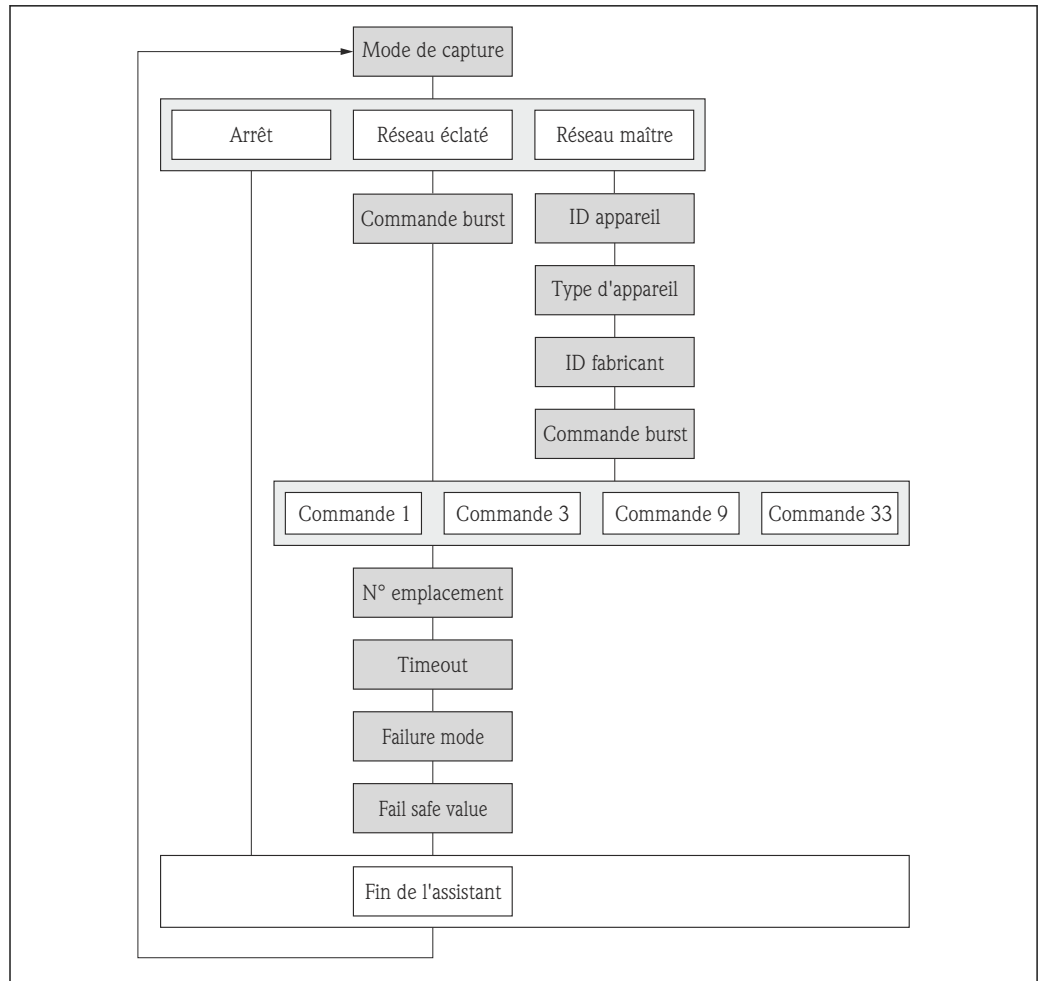 Mode de capture
Arrêt
Réseau éclaté
Réseau maître
Commande burst
ID appareil
Type d'appareil
ID fabricant
Commande burst
Commande 1
Commande 3
Commande 9
Commande 33
N° emplacement
Timeout
Failure mode
Fail safe value
Fin de l'assistant